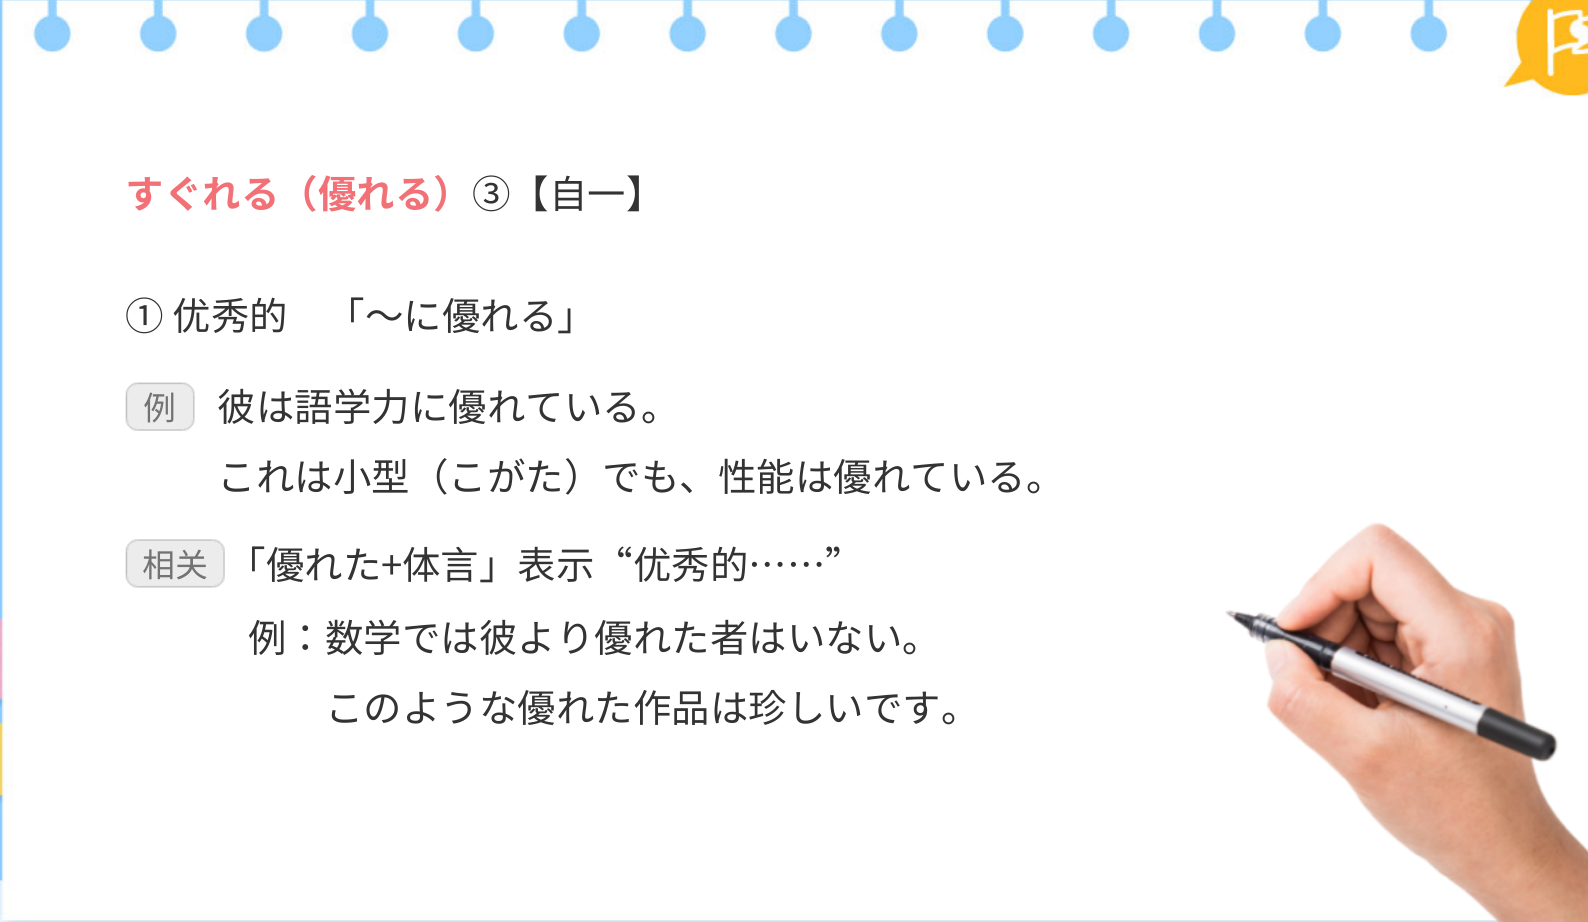 すぐれる（優れる）③【自一】
① 优秀的　「～に優れる」
例 彼は語学力に優れている。
これは小型（こがた）でも、性能は優れている。
相关 「優れた+体言」表示“优秀的……”
例：数学では彼より優れた者はいない。
このような優れた作品は珍しいです。